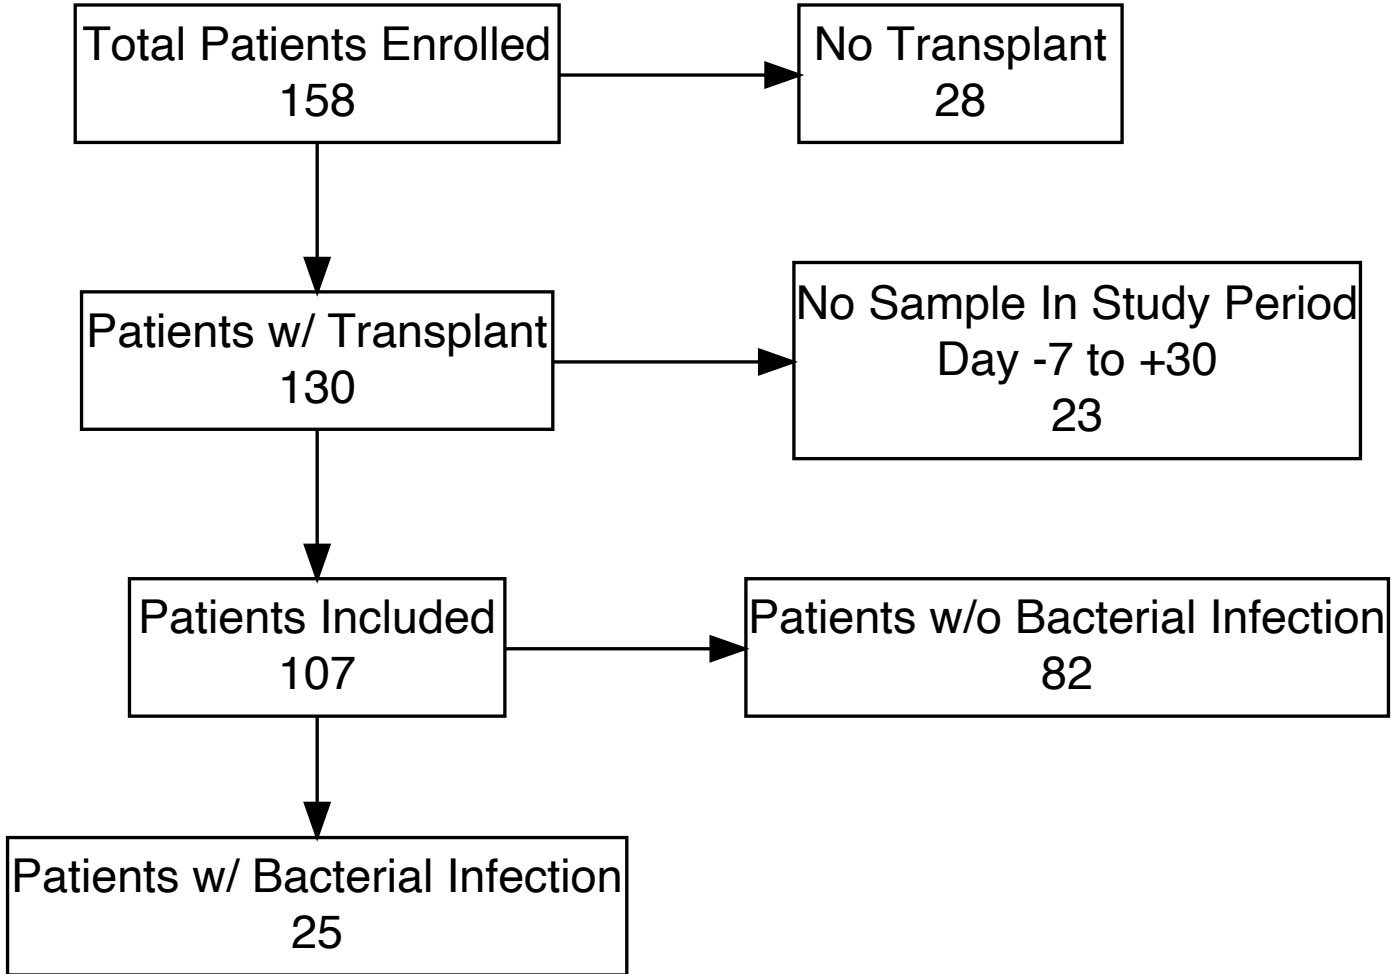 Total Patients Enrolled
158
No Transplant
28
Patients w/ Transplant
130
No Sample In Study Period
Day -7 to +30
23
Patients Included
107
Patients w/o Bacterial Infection
82
Patients w/ Bacterial Infection
25